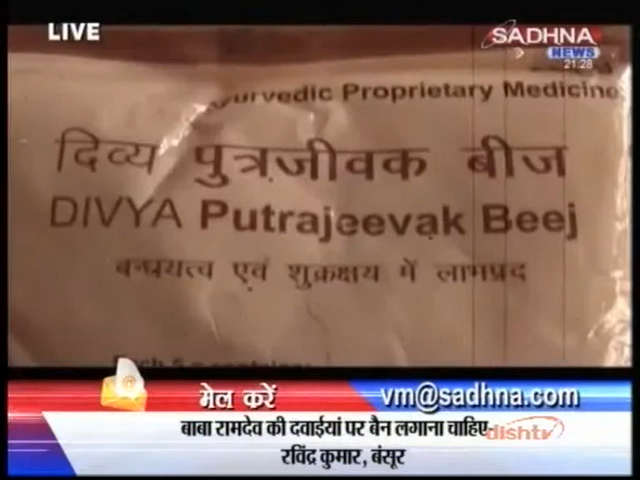 LIVE
SADHNA
NEWS
21:28
Ayurvedic Proprietary Medicine
दिव्य पुत्रजीवक बीज
DIVYA Putrajeevak Beej
बन्ध्यत्व एवं शुक्रक्षय में लाभप्रद
मेल करें
vm@sadhna.com
बाबा रामदेव की दवाईयां पर बैन लगाना चाहिए-
dishtv
रविंद्र कुमार, बंसूर